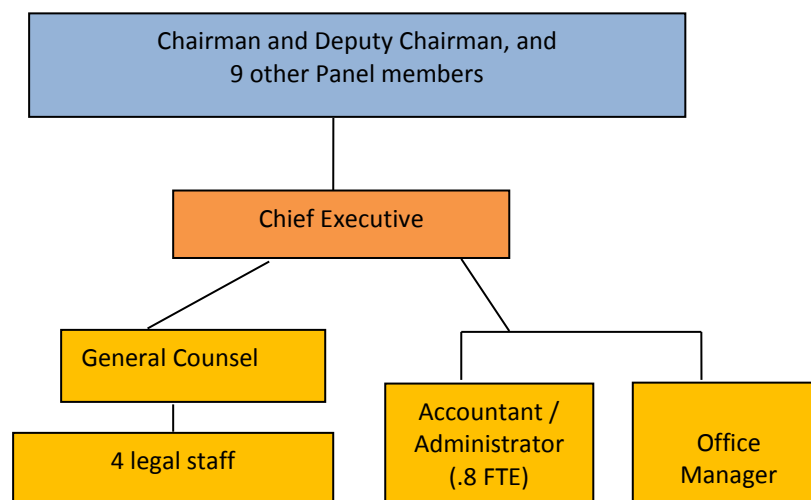 Chairman and Deputy Chairman, and
9 other Panel members
Chief Executive
General Counsel
4 legal staff
Accountant /
Administrator
(.8 FTE)
Office
Manager